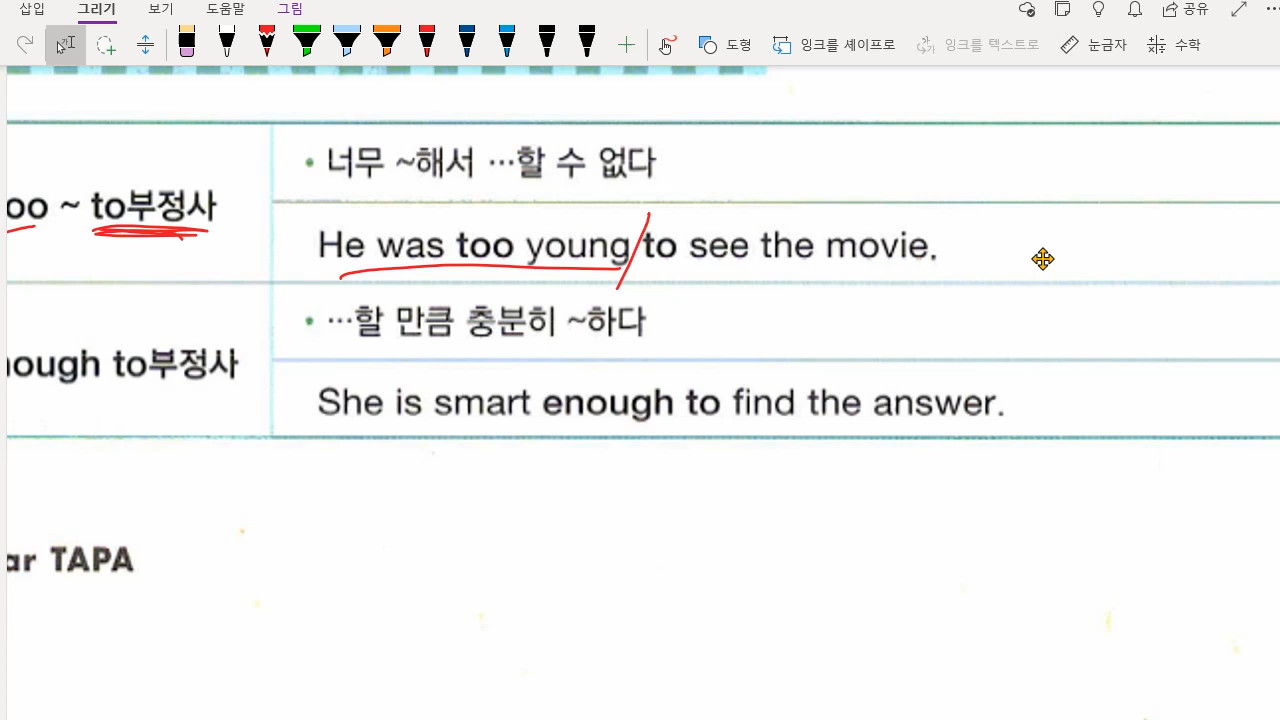 삽입 그리기 보기 도움말 그림 공유
도형 잉크를 셰이프로 잉크를 텍스트로 눈금자 수학
• 너무 ~해서 …할 수 없다
oo ~ to부정사
He was too young to see the movie.
• …할 만큼 충분히 ~하다
nough to부정사
She is smart enough to find the answer.
ar TAPA